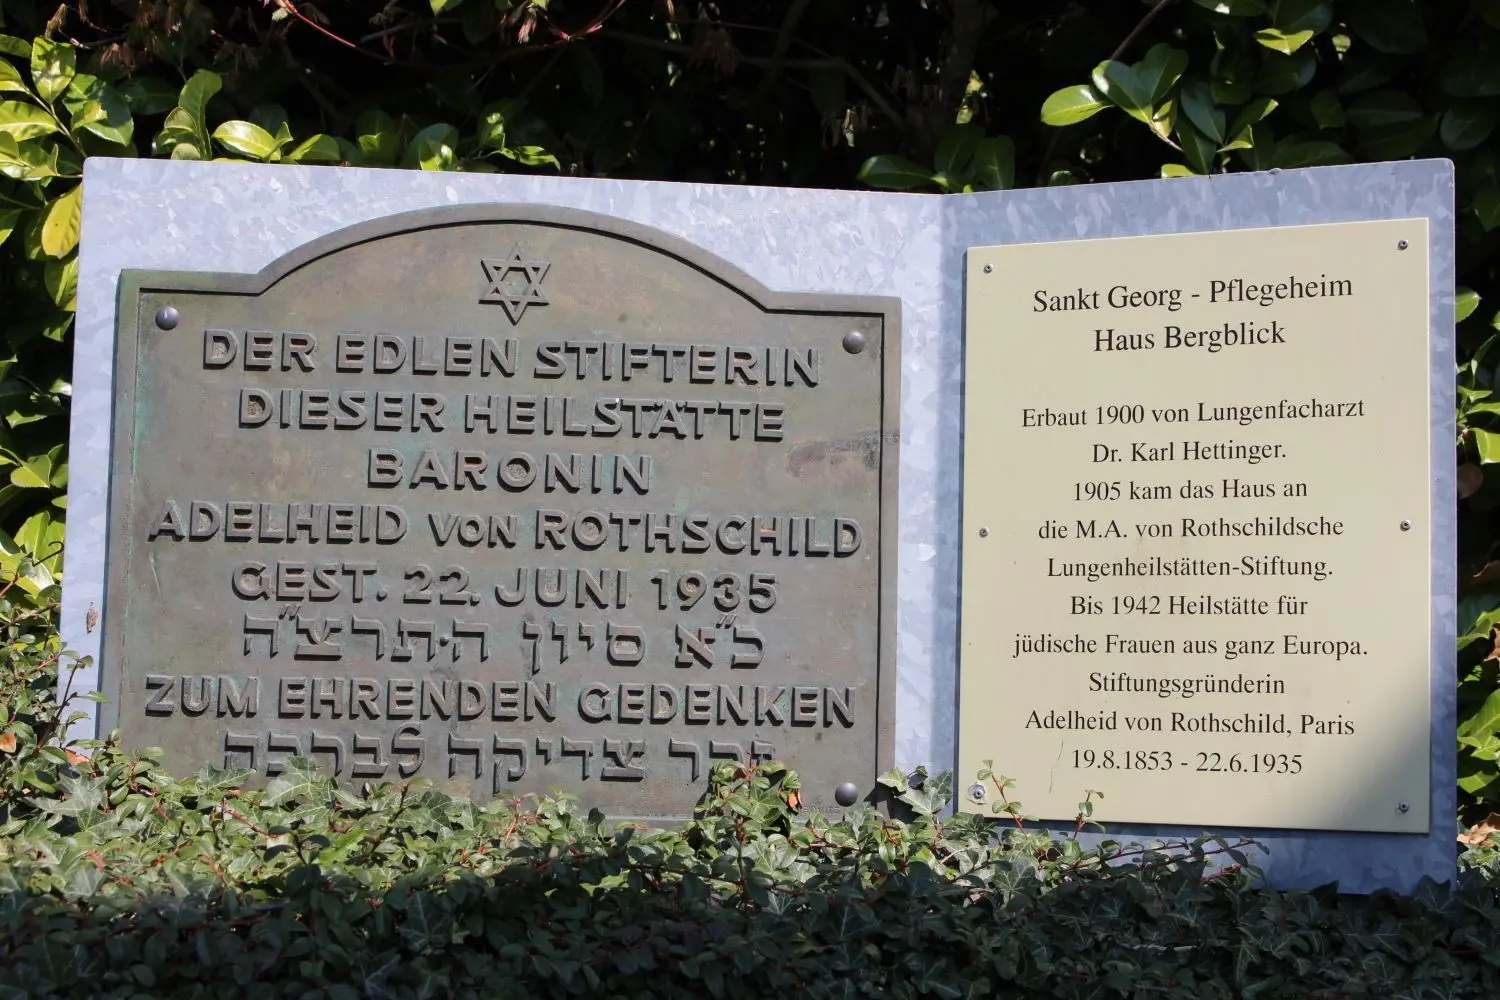 DER EDLEN STIFTERIN
DIESER HEILSTÄTTE
BARONIN
ADELHEID VON ROTHSCHILD
GEST. 22. JUNI 1935
כ"א סיון ה.תרצ"ה
ZUM EHRENDEN GEDENKEN
זכר צדיקה לברכה
Sankt Georg - Pflegeheim
Haus Bergblick
Erbaut 1900 von Lungenfacharzt
Dr. Karl Hettinger.
1905 kam das Haus an
die M.A. von Rothschildsche
Lungenheilstätten-Stiftung.
Bis 1942 Heilstätte für
jüdische Frauen aus ganz Europa.
Stiftungsgründerin
Adelheid von Rothschild, Paris
19.8.1853 - 22.6.1935